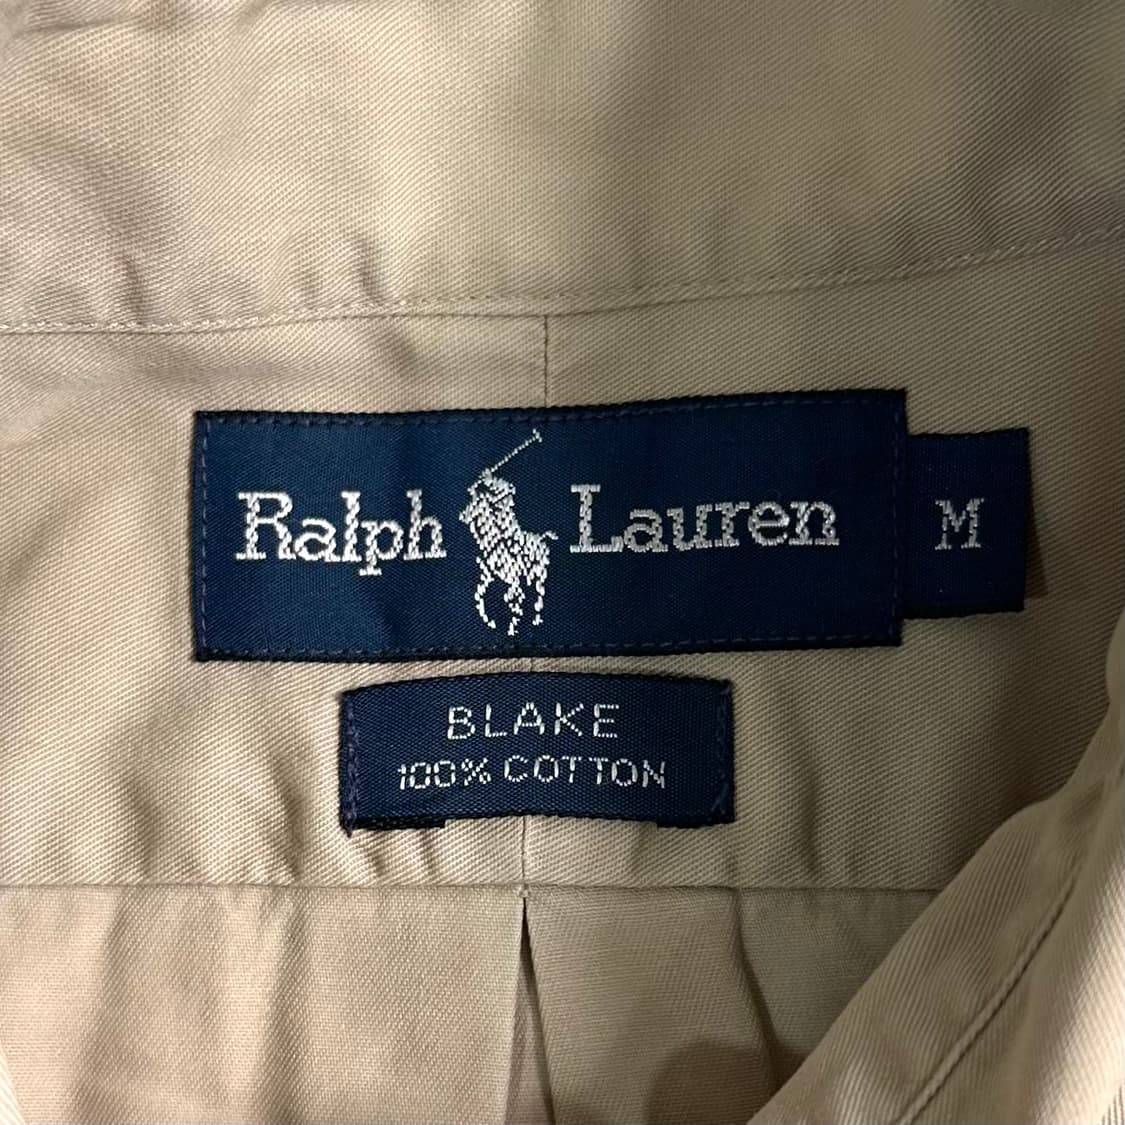 Ralph Lauren M
BLAKE
100% COTTON